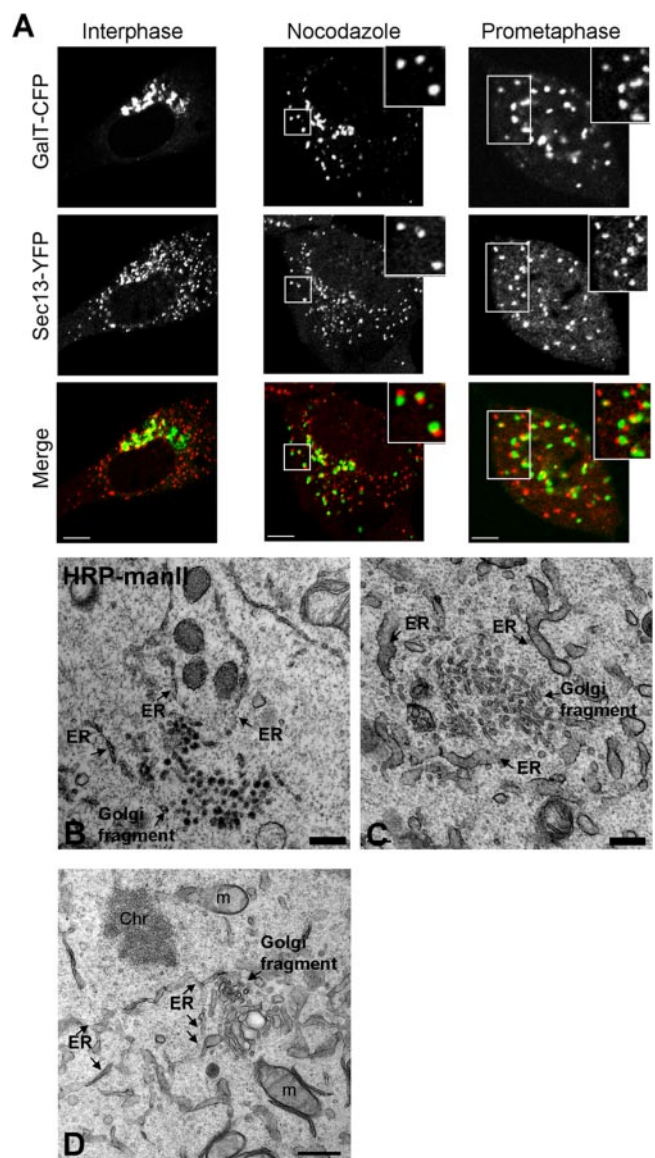 A
Interphase
Nocodazole
Prometaphase
GalT-CFP
Sec13-YFP
Merge
HRP-manII
ER
ER
ER
Golgi
fragment
B
ER
ER
Golgi
fragment
ER
C
Chr
m
Golgi
fragment
ER
ER
ER
m
D